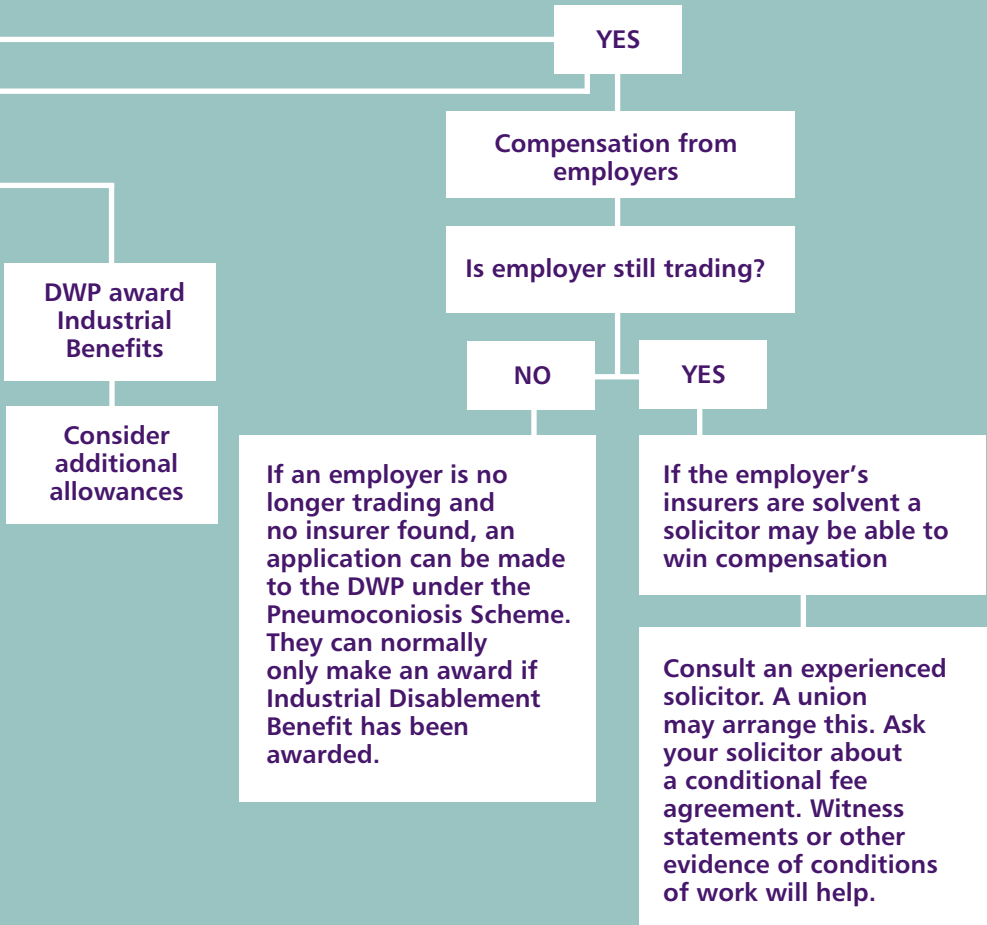 YES
Compensation from
employers
Is employer still trading?
DWP award
Industrial
Benefits
Consider
additional
allowances
NO
YES
If an employer is no
longer trading and
no insurer found, an
application can be made
to the DWP under the
Pneumoconiosis Scheme.
They can normally
only make an award if
Industrial Disablement
Benefit has been
awarded.
If the employer’s
insurers are solvent a
solicitor may be able to
win compensation
Consult an experienced
solicitor. A union
may arrange this. Ask
your solicitor about
a conditional fee
agreement. Witness
statements or other
evidence of conditions
of work will help.